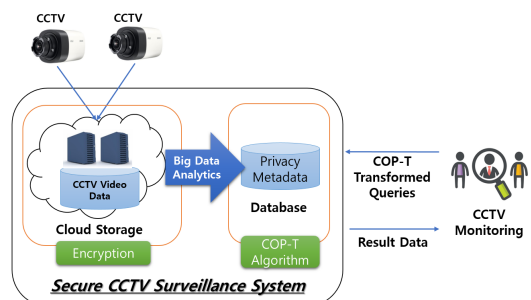 CCTV
CCTV
CCTV Video
Data
Cloud Storage
Encryption
Big Data
Analytics
Privacy
Metadata
Database
COP-T
Algorithm
COP-T
Transformed
Queries
Result Data
CCTV
Monitoring
Secure CCTV Surveillance System